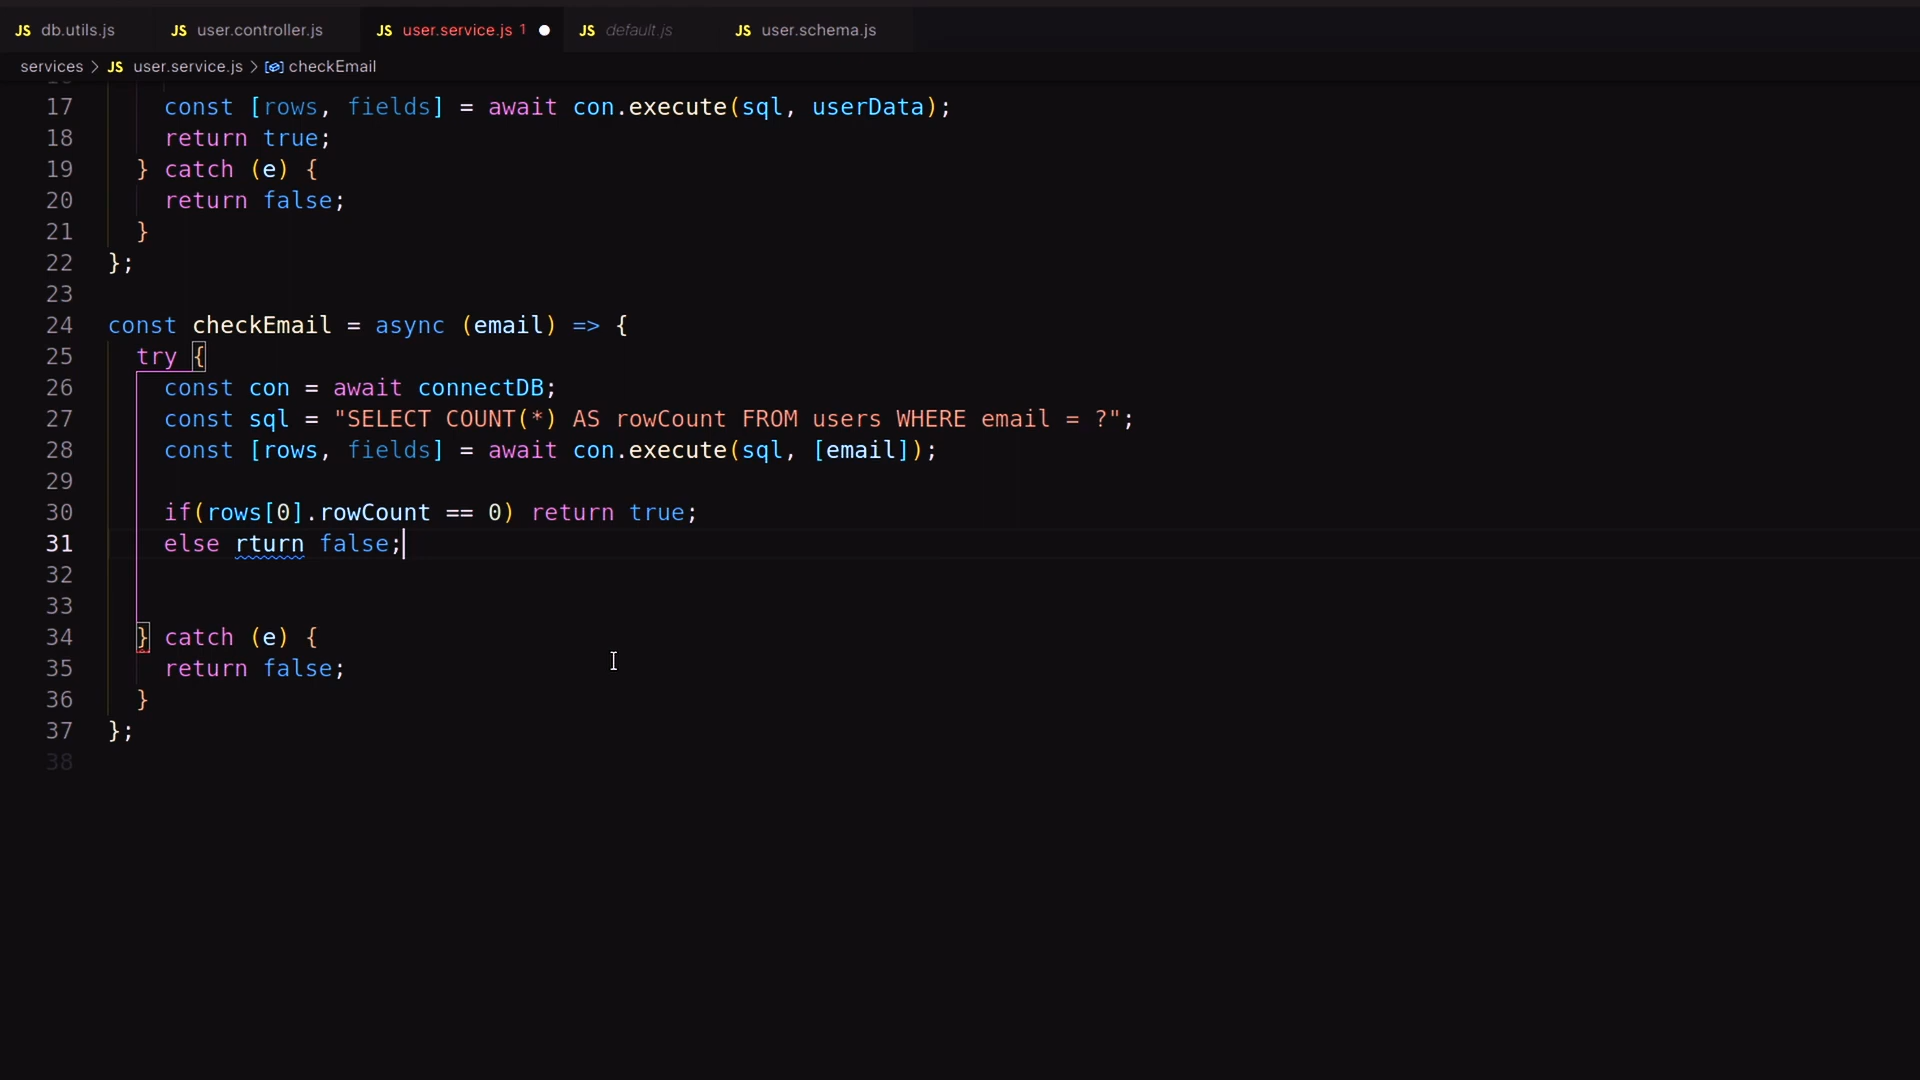 JS db.utils.js JS user.controller.js JS user.service.js 1 JS default.js JS user.schema.js
services > JS user.service.js > checkEmail
17 const [rows, fields] = await con.execute(sql, userData);
18 return true;
19 } catch (e) {
20 return false;
21 }
22 };
23
24 const checkEmail = async (email) => {
25 try {
26 const con = await connectDB;
27 const sql = "SELECT COUNT(*) AS rowCount FROM users WHERE email = ?";
28 const [rows, fields] = await con.execute(sql, [email]);
29
30 if(rows[0].rowCount == 0) return true;
31 else rturn false;
32
33
34 } catch (e) {
35 return false;
36 }
37 };
38